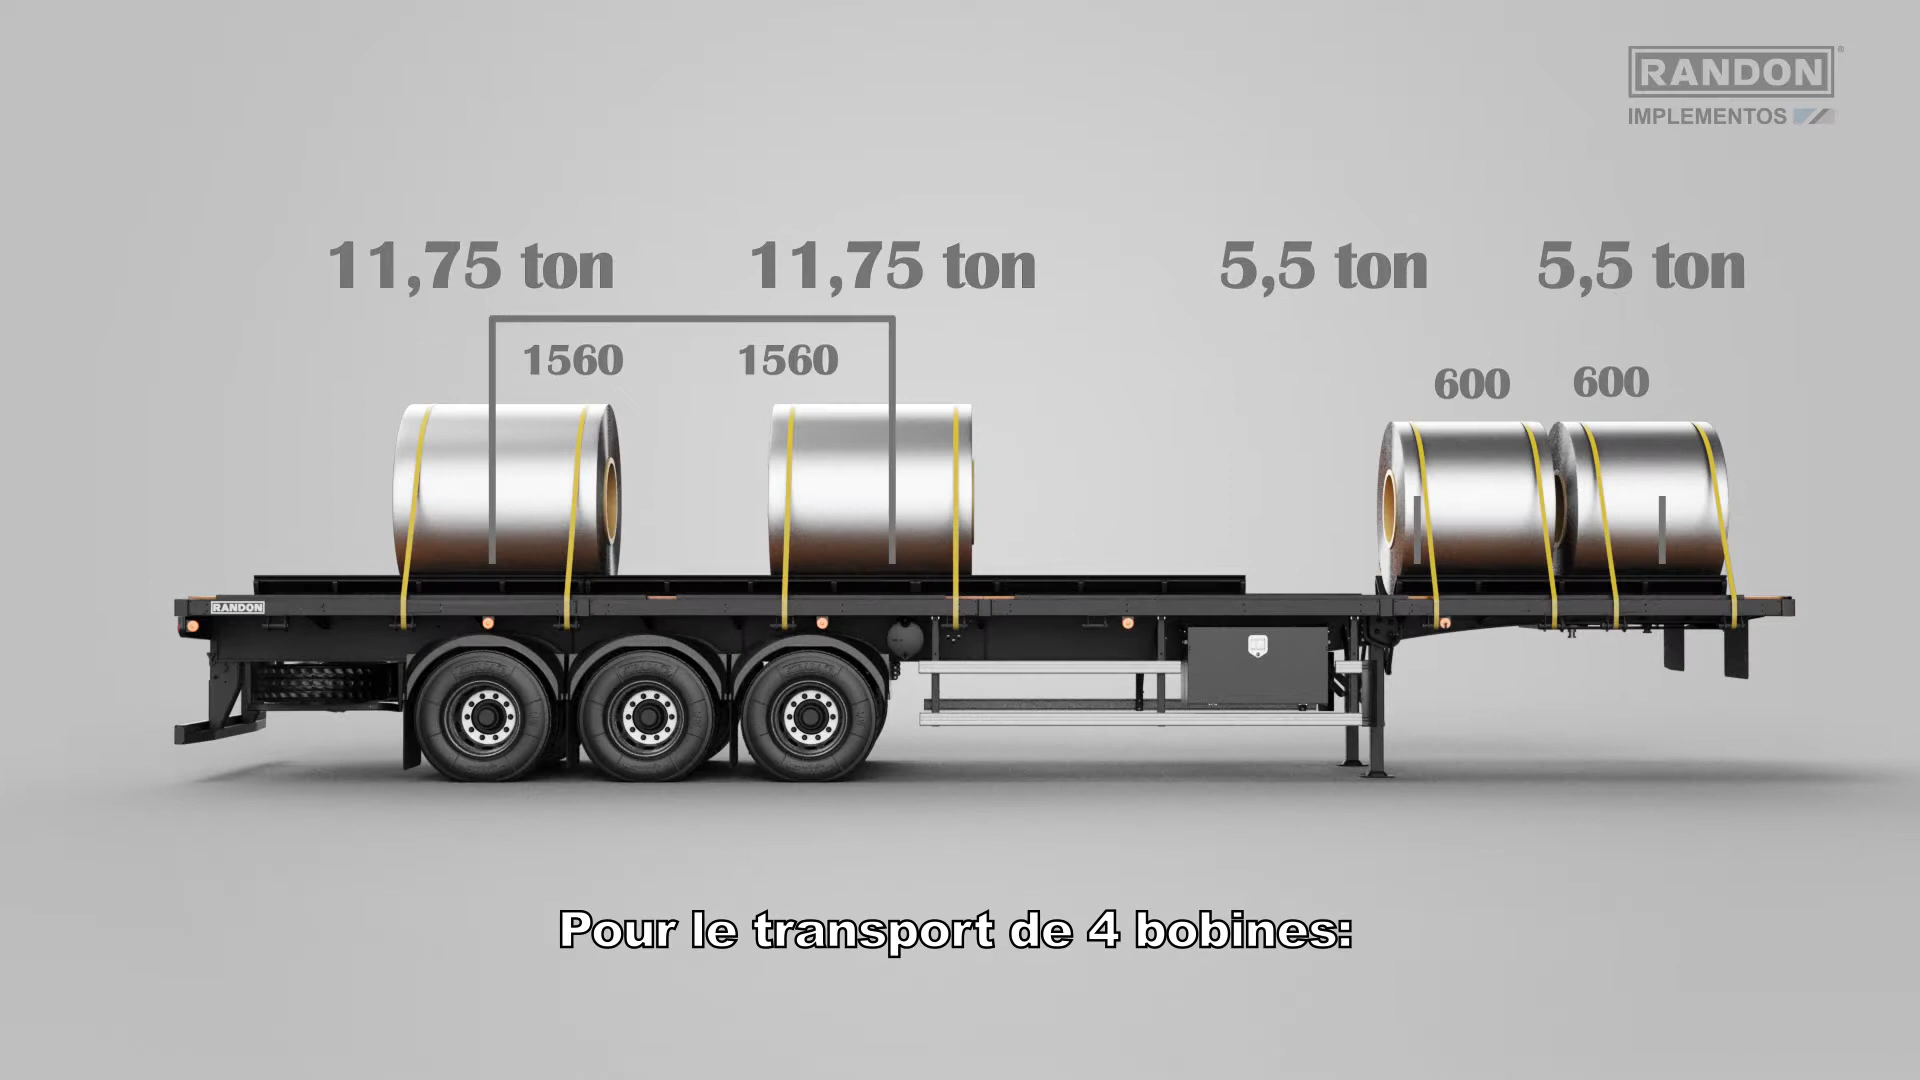 RANDON®
IMPLEMENTOS
11,75 ton 11,75 ton 5,5 ton 5,5 ton
1560 1560 600 600
RANDON
Pour le transport de 4 bobines: